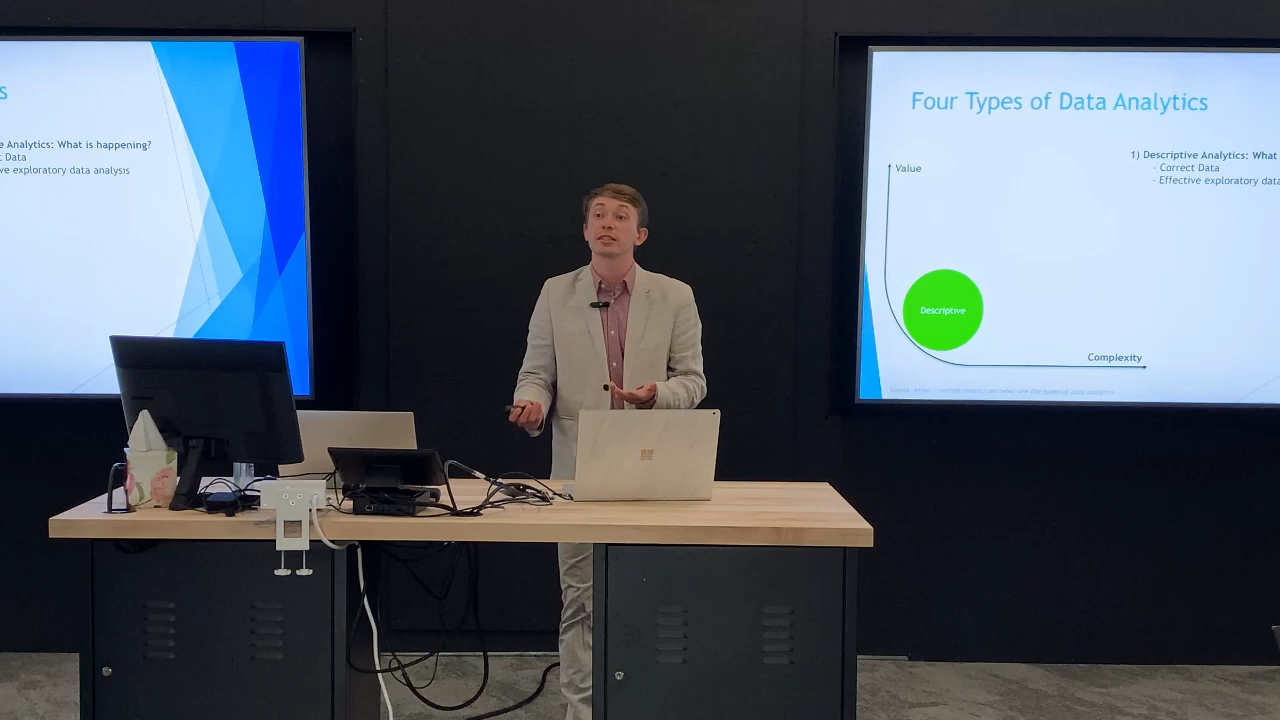 s
e Analytics: What is happening?
t Data
ve exploratory data analysis
Four Types of Data Analytics
Value
1) Descriptive Analytics: What
- Correct Data
- Effective exploratory data
Descriptive
Complexity